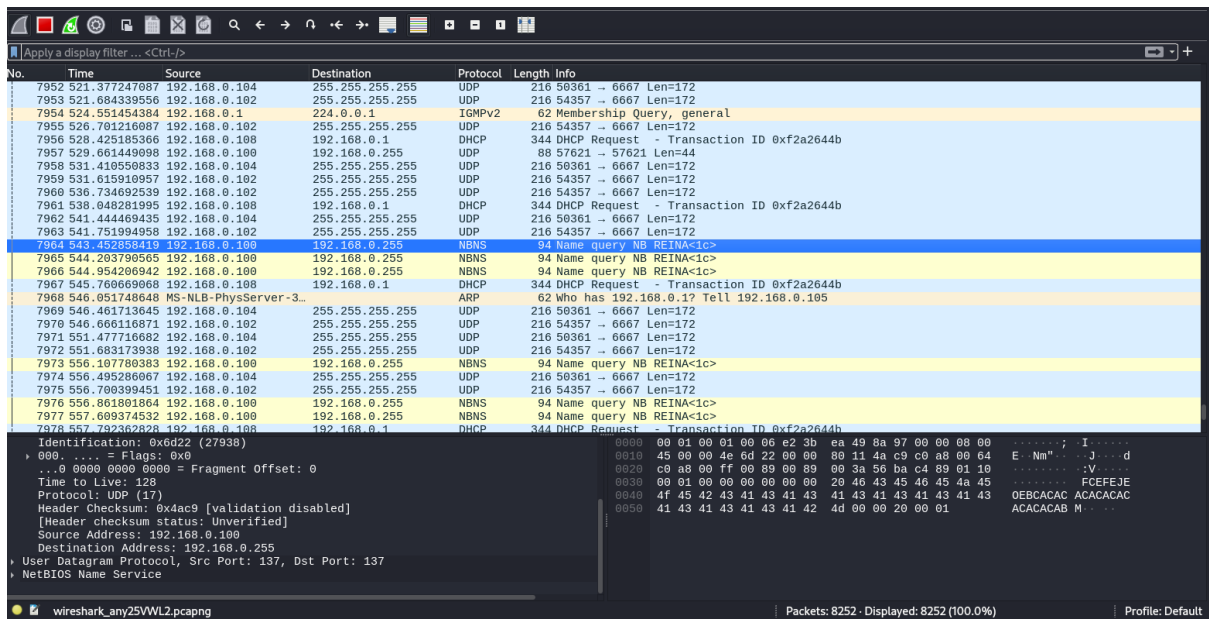 Apply a display filter ... <Ctrl-/>
No. Time Source Destination Protocol Length Info
7952 521.377247087 192.168.0.104 255.255.255.255 UDP 216 50361 → 6667 Len=172
7953 521.684339556 192.168.0.102 255.255.255.255 UDP 216 54357 → 6667 Len=172
7954 524.551454384 192.168.0.1 224.0.0.1 IGMPv2 62 Membership Query, general
7955 526.701216087 192.168.0.102 255.255.255.255 UDP 216 54357 → 6667 Len=172
7956 528.425185366 192.168.0.108 192.168.0.1 DHCP 344 DHCP Request - Transaction ID 0xf2a2644b
7957 529.661449098 192.168.0.100 192.168.0.255 UDP 88 57621 → 57621 Len=44
7958 531.410550833 192.168.0.104 255.255.255.255 UDP 216 50361 → 6667 Len=172
7959 531.615910957 192.168.0.102 255.255.255.255 UDP 216 54357 → 6667 Len=172
7960 536.734692539 192.168.0.102 255.255.255.255 UDP 216 54357 → 6667 Len=172
7961 538.048281995 192.168.0.108 192.168.0.1 DHCP 344 DHCP Request - Transaction ID 0xf2a2644b
7962 541.444469435 192.168.0.104 255.255.255.255 UDP 216 50361 → 6667 Len=172
7963 541.751994958 192.168.0.102 255.255.255.255 UDP 216 54357 → 6667 Len=172
7964 543.452858419 192.168.0.100 192.168.0.255 NBNS 94 Name query NB REINA<1c>
7965 544.203790565 192.168.0.100 192.168.0.255 NBNS 94 Name query NB REINA<1c>
7966 544.954206942 192.168.0.100 192.168.0.255 NBNS 94 Name query NB REINA<1c>
7967 545.760669068 192.168.0.108 192.168.0.1 DHCP 344 DHCP Request - Transaction ID 0xf2a2644b
7968 546.051748648 MS-NLB-PhysServer-3… ARP 62 Who has 192.168.0.1? Tell 192.168.0.105
7969 546.461713645 192.168.0.104 255.255.255.255 UDP 216 50361 → 6667 Len=172
7970 546.666116871 192.168.0.102 255.255.255.255 UDP 216 54357 → 6667 Len=172
7971 551.477716682 192.168.0.104 255.255.255.255 UDP 216 50361 → 6667 Len=172
7972 551.683173938 192.168.0.102 255.255.255.255 UDP 216 54357 → 6667 Len=172
7973 556.107780383 192.168.0.100 192.168.0.255 NBNS 94 Name query NB REINA<1c>
7974 556.495286067 192.168.0.104 255.255.255.255 UDP 216 50361 → 6667 Len=172
7975 556.700399451 192.168.0.102 255.255.255.255 UDP 216 54357 → 6667 Len=172
7976 556.861801864 192.168.0.100 192.168.0.255 NBNS 94 Name query NB REINA<1c>
7977 557.609374532 192.168.0.100 192.168.0.255 NBNS 94 Name query NB REINA<1c>
7978 557.792362828 192.168.0.108 192.168.0.1 DHCP 344 DHCP Request - Transaction ID 0xf2a2644b
Identification: 0x6d22 (27938)
000. .... = Flags: 0x0
...0 0000 0000 0000 = Fragment Offset: 0
Time to Live: 128
Protocol: UDP (17)
Header Checksum: 0x4ac9 [validation disabled]
[Header checksum status: Unverified]
Source Address: 192.168.0.100
Destination Address: 192.168.0.255
User Datagram Protocol, Src Port: 137, Dst Port: 137
NetBIOS Name Service
0000 00 01 00 01 00 06 e2 3b ea 49 8a 97 00 00 08 00 ·······; ·I······
0010 45 00 00 4e 6d 22 00 00 80 11 4a c9 c0 a8 00 64 E··Nm"·· ··J····d
0020 c0 a8 00 ff 00 89 00 89 00 3a 56 ba c4 89 01 10 ········ ·:V·····
0030 00 01 00 00 00 00 00 00 20 46 43 45 46 45 4a 45 ········ FCEFEJE
0040 4f 45 42 43 41 43 41 43 41 43 41 43 41 43 41 43 OEBCACAC ACACACAC
0050 41 43 41 43 41 43 41 42 4d 00 00 20 00 01 ACACACAB M·· ··
wireshark_any25VWL2.pcapng
Packets: 8252 · Displayed: 8252 (100.0%)
Profile: Default